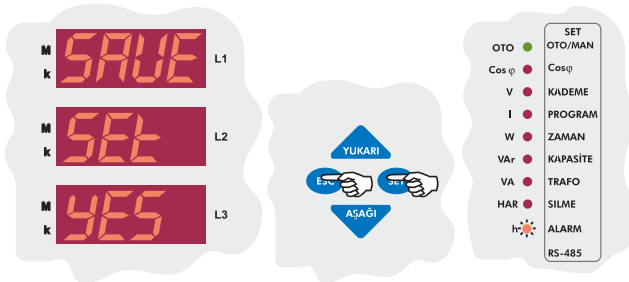 M
k
SAVE
L1
M
k
SEt
L2
M
k
YES
L3
YUKARI
ESC
SET
AŞAĞI
SET
OTO OTO/MAN
Cos φ Cosφ
V KADEME
I PROGRAM
W ZAMAN
VAr KAPASİTE
VA TRAFO
HAR SILME
h ALARM
RS-485